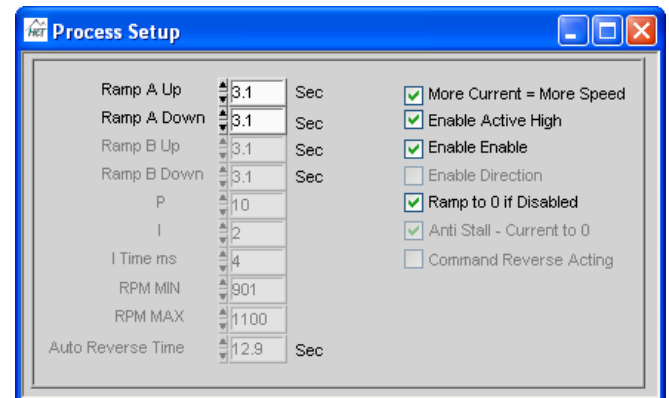 HCT Process Setup
Ramp A Up 3.1 Sec
Ramp A Down 3.1 Sec
Ramp B Up 3.1 Sec
Ramp B Down 3.1 Sec
P 10
I 2
I Time ms 4
RPM MIN 901
RPM MAX 1100
Auto Reverse Time 12.9 Sec
More Current = More Speed
Enable Active High
Enable Enable
Enable Direction
Ramp to 0 if Disabled
Anti Stall - Current to 0
Command Reverse Acting